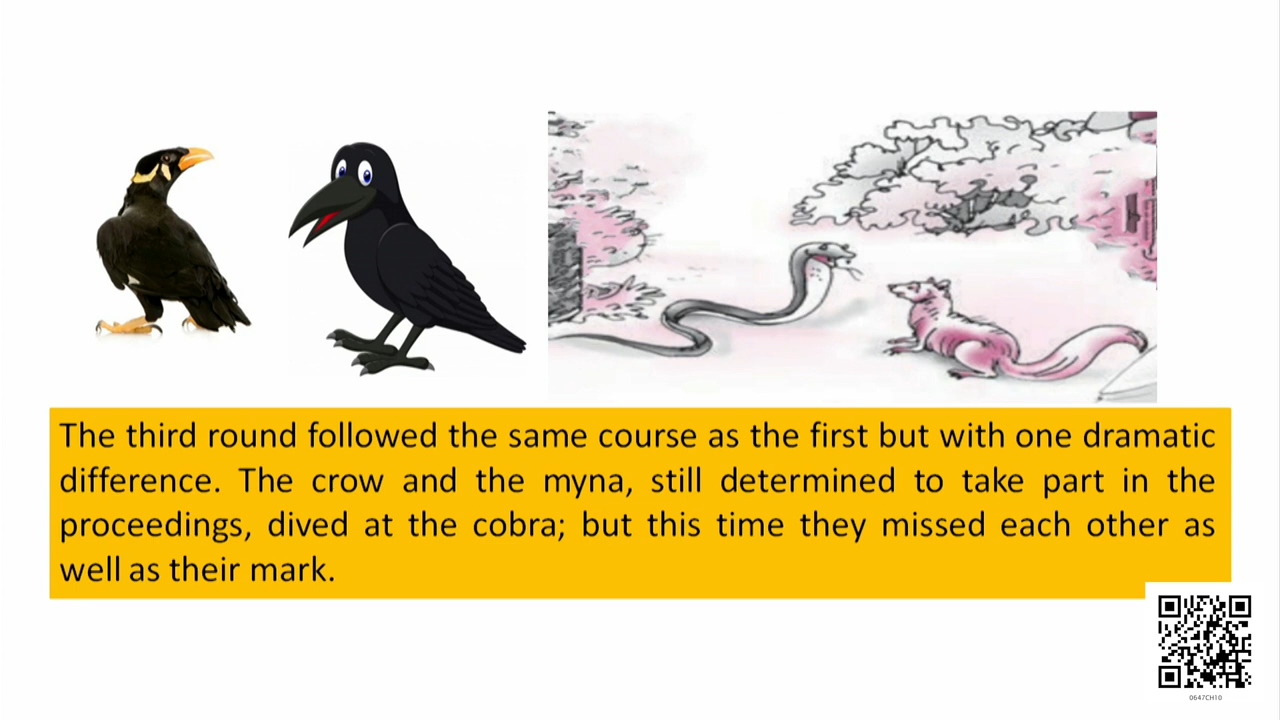 The third round followed the same course as the first but with one dramatic
difference. The crow and the myna, still determined to take part in the
proceedings, dived at the cobra; but this time they missed each other as
well as their mark.
0647CH10